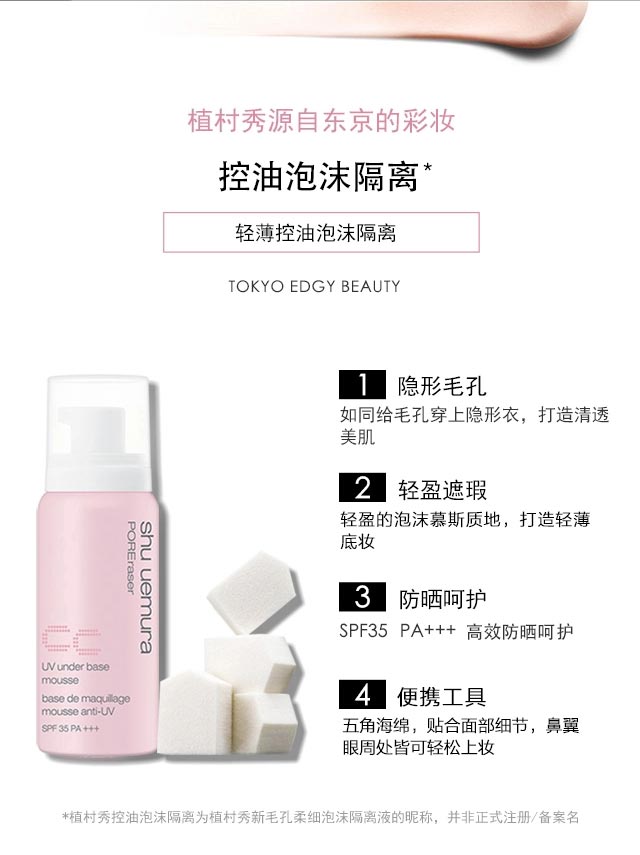 植村秀源自东京的彩妆
控油泡沫隔离*
轻薄控油泡沫隔离
TOKYO EDGY BEAUTY
1 隐形毛孔
如同给毛孔穿上隐形衣，打造清透
美肌
2 轻盈遮瑕
轻盈的泡沫慕斯质地，打造轻薄
底妆
3 防晒呵护
SPF35 PA+++ 高效防晒呵护
4 便携工具
五角海绵，贴合面部细节，鼻翼
眼周处皆可轻松上妆
shu uemura
POREraser
CC
UV under base
mousse
base de maquillage
mousse anti-UV
SPF 35 PA +++
*植村秀控油泡沫隔离为植村秀新毛孔柔细泡沫隔离液的昵称，并非正式注册/备案名